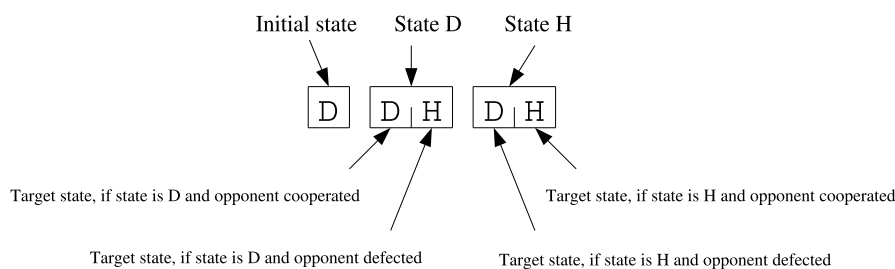 Initial state State D State H
D D H D H
Target state, if state is D and opponent cooperated Target state, if state is H and opponent cooperated
Target state, if state is D and opponent defected Target state, if state is H and opponent defected